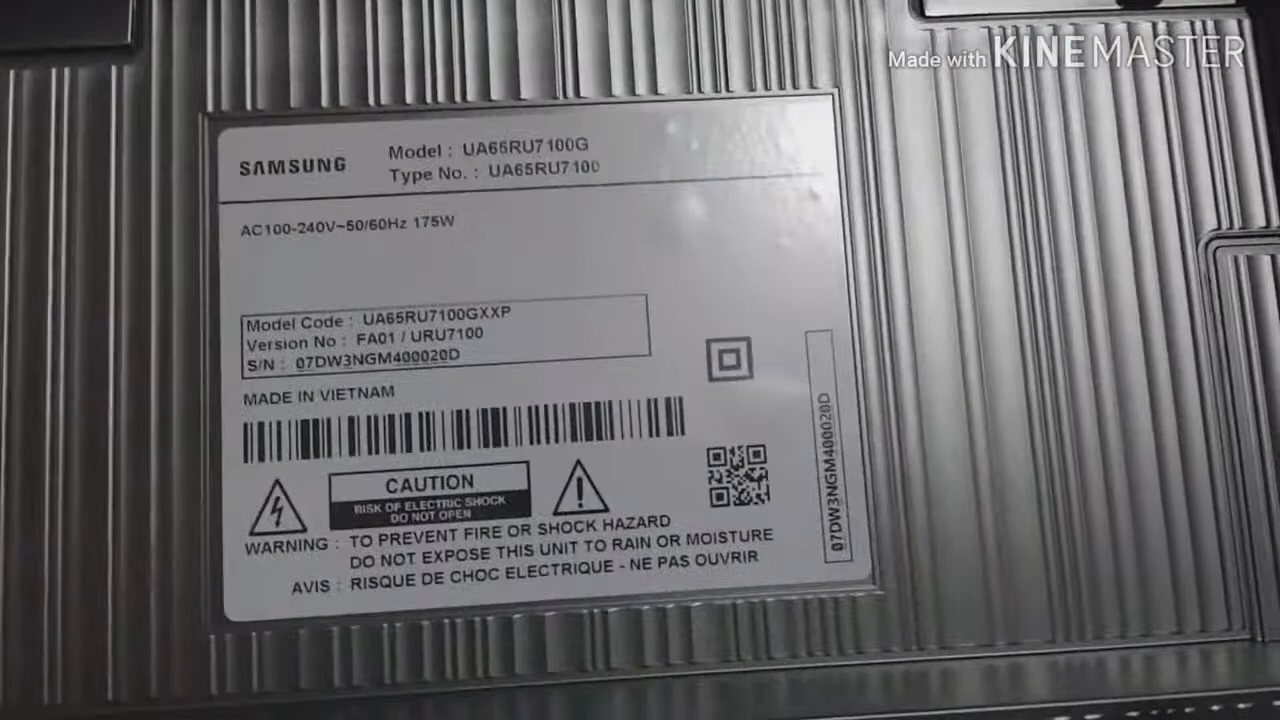 Made with KINEMASTER
SAMSUNG
Model : UA65RU7100G
Type No. : UA65RU7100
AC100-240V~50/60Hz 175W
Model Code : UA65RU7100GXXP
Version No : FA01 / URU7100
S/N : 07DW3NGM400020D
MADE IN VIETNAM
CAUTION
RISK OF ELECTRIC SHOCK
DO NOT OPEN
WARNING : TO PREVENT FIRE OR SHOCK HAZARD
DO NOT EXPOSE THIS UNIT TO RAIN OR MOISTURE
AVIS : RISQUE DE CHOC ELECTRIQUE - NE PAS OUVRIR
07DW3NGM400020D